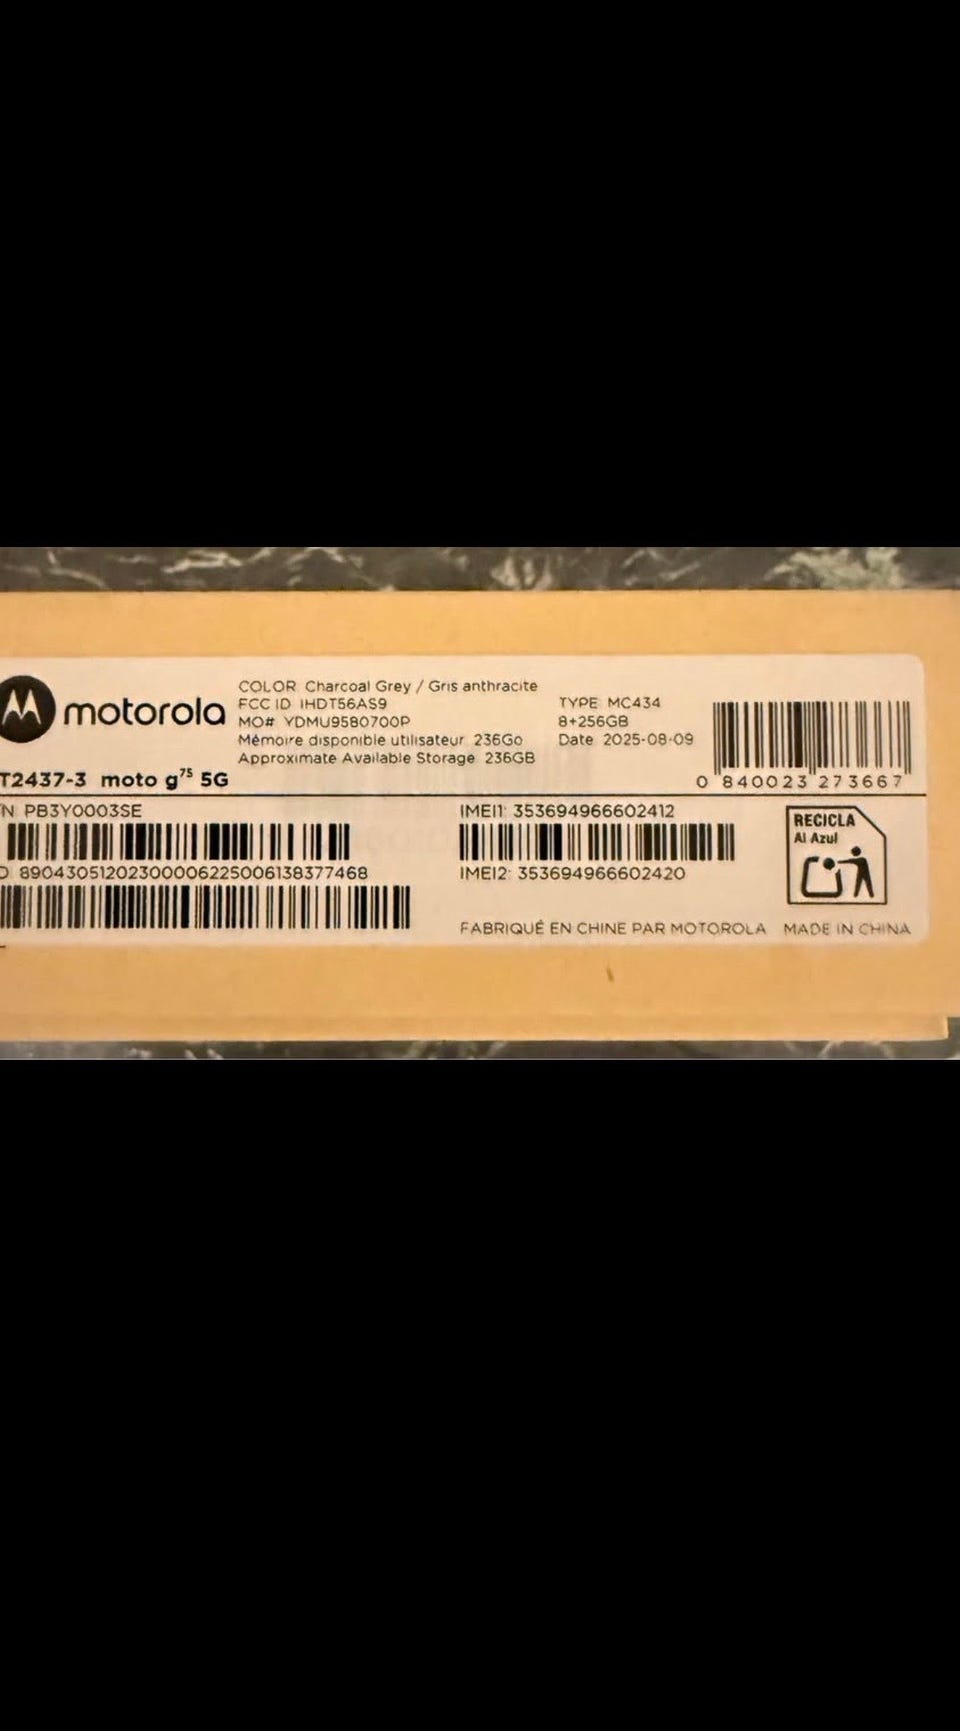 motorola
T2437-3 moto g75 5G
COLOR Charcoal Grey / Gris anthracite
FCC ID IHDT56AS9
MO# YDMU9580700P
Mémoire disponible utilisateur 236Go
Approximate Available Storage 236GB
TYPE MC434
8+256GB
Date 2025-08-09
0 840023 273667
N PB3Y0003SE
D 89043051202300006225006138377468
IMEI1: 353694966602412
IMEI2: 353694966602420
RECICLA
Al Azul
FABRIQUÉ EN CHINE PAR MOTOROLA MADE IN CHINA